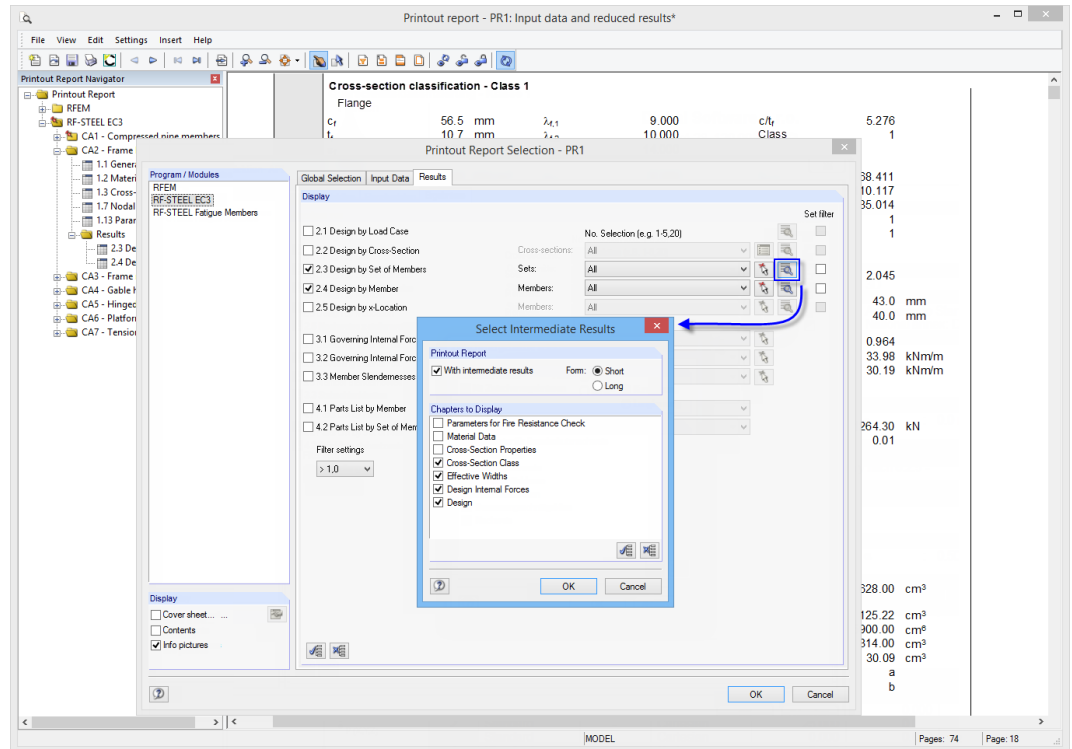 Printout report - PR1: Input data and reduced results*
File View Edit Settings Insert Help
Printout Report Navigator
Printout Report
RFEM
RF-STEEL EC3
CA1 - Compressed pipe members
CA2 - Frame
1.1 Genera
1.2 Materi
1.3 Cross-
1.7 Nodal
1.13 Parar
Results
2.3 De
2.4 De
CA3 - Frame
CA4 - Gable
CA5 - Hinged
CA6 - Platfor
CA7 - Tensio
Cross-section classification - Class 1
Flange
cf 56.5 mm λf,1 9.000 c/tf 5.276
10.7 mm 10.000 Class 1
58.411
10.117
35.014
1
1
2.045
43.0 mm
40.0 mm
0.964
33.98 kNm/m
30.19 kNm/m
264.30 kN
0.01
628.00 cm³
125.22 cm³
900.00 cm⁶
314.00 cm³
30.09 cm³
a
b
Printout Report Selection - PR1
Program / Modules
RFEM
RF-STEEL EC3
RF-STEEL Fatigue Members
Display
Cover sheet... ...
Contents
Info pictures
Global Selection Input Data Results
Display
Set filter
2.1 Design by Load Case No. Selection (e.g. 1-5,20)
2.2 Design by Cross-Section Cross-sections: All
2.3 Design by Set of Members Sets: All
2.4 Design by Member Members: All
2.5 Design by x-Location Members: All
3.1 Governing Internal Forc
3.2 Governing Internal Forc
3.3 Member Slendernesses
4.1 Parts List by Member
4.2 Parts List by Set of Mem
Filter settings
> 1,0
OK Cancel
Select Intermediate Results
Printout Report
With intermediate results Form: Short
Long
Chapters to Display
Parameters for Fire Resistance Check
Material Data
Cross-Section Properties
Cross-Section Class
Effective Widths
Design Internal Forces
Design
OK Cancel
MODEL Pages: 74 Page: 18